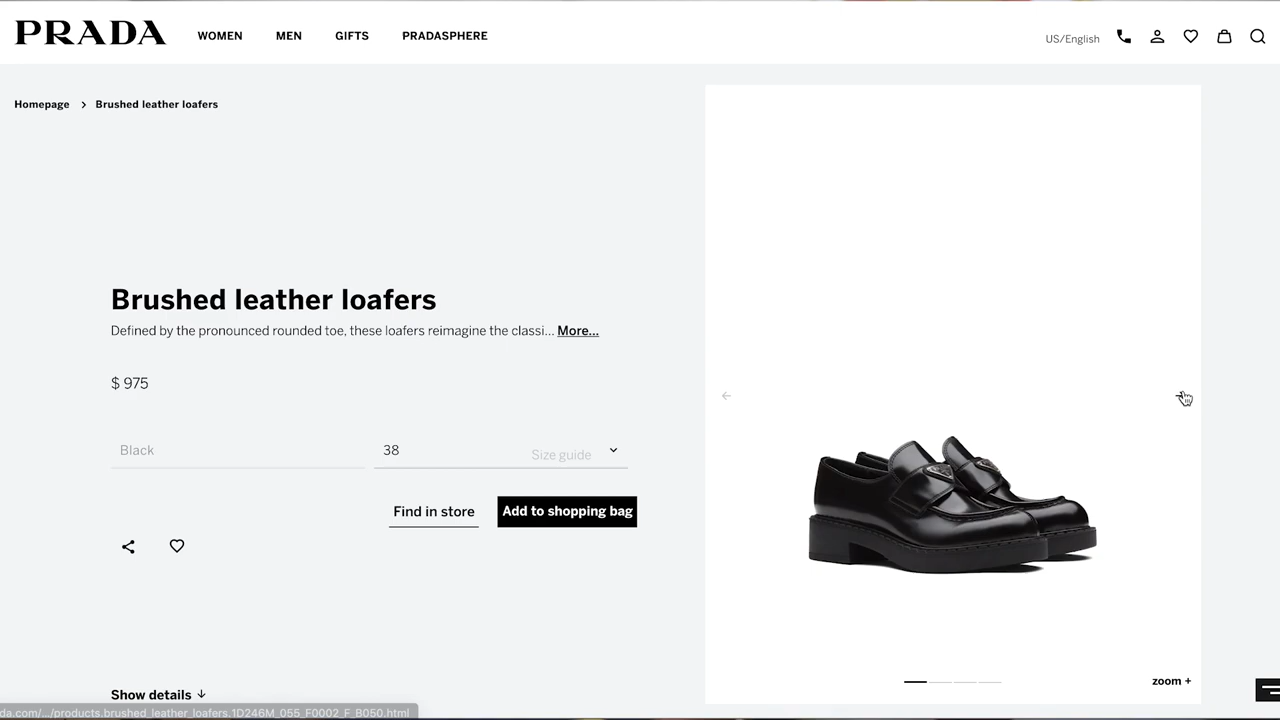 PRADA
WOMEN MEN GIFTS PRADASPHERE
US/English
Homepage > Brushed leather loafers
Brushed leather loafers
Defined by the pronounced rounded toe, these loafers reimagine the classi... More...
$ 975
Black
38
Size guide
Find in store
Add to shopping bag
Show details
zoom +
da.com/.../products.brushed_leather_loafers.1D246M_055_F0002_F_B050.html